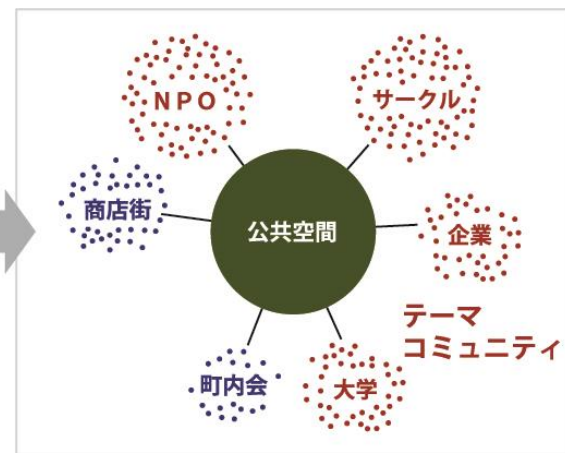 NPO
サークル
商店街
公共空間
企業
テーマ
コミュニティ
町内会
大学